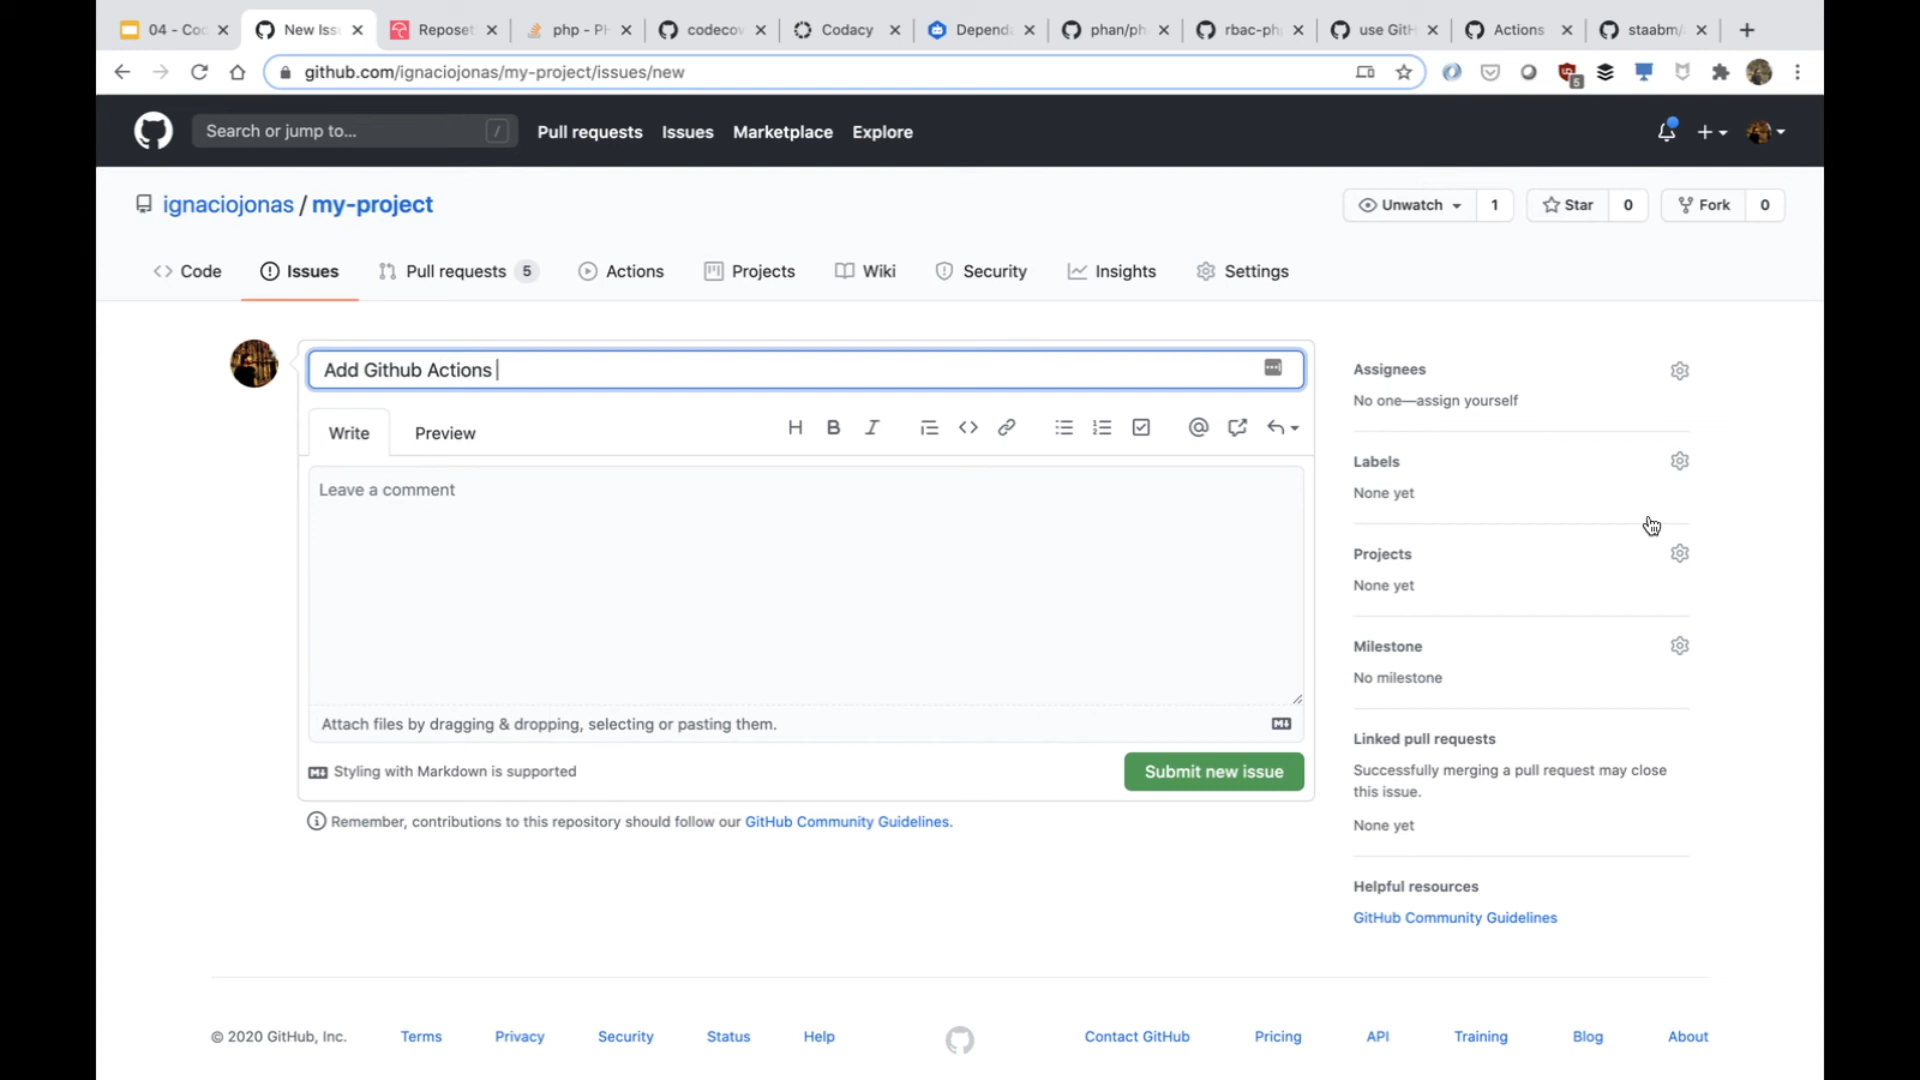 04 - Coc New Iss Reposet php - PH codecov Codacy Depend phan/ph rbac-ph use GitH Actions staabm/
github.com/ignaciojonas/my-project/issues/new
5
Search or jump to... / Pull requests Issues Marketplace Explore
ignaciojonas / my-project Unwatch 1 Star 0 Fork 0
Code Issues Pull requests 5 Actions Projects Wiki Security Insights Settings
Add Github Actions
Write Preview
Leave a comment
Attach files by dragging & dropping, selecting or pasting them.
Styling with Markdown is supported Submit new issue
Remember, contributions to this repository should follow our GitHub Community Guidelines.
Assignees
No one—assign yourself
Labels
None yet
Projects
None yet
Milestone
No milestone
Linked pull requests
Successfully merging a pull request may close
this issue.
None yet
Helpful resources
GitHub Community Guidelines
© 2020 GitHub, Inc. Terms Privacy Security Status Help Contact GitHub Pricing API Training Blog About